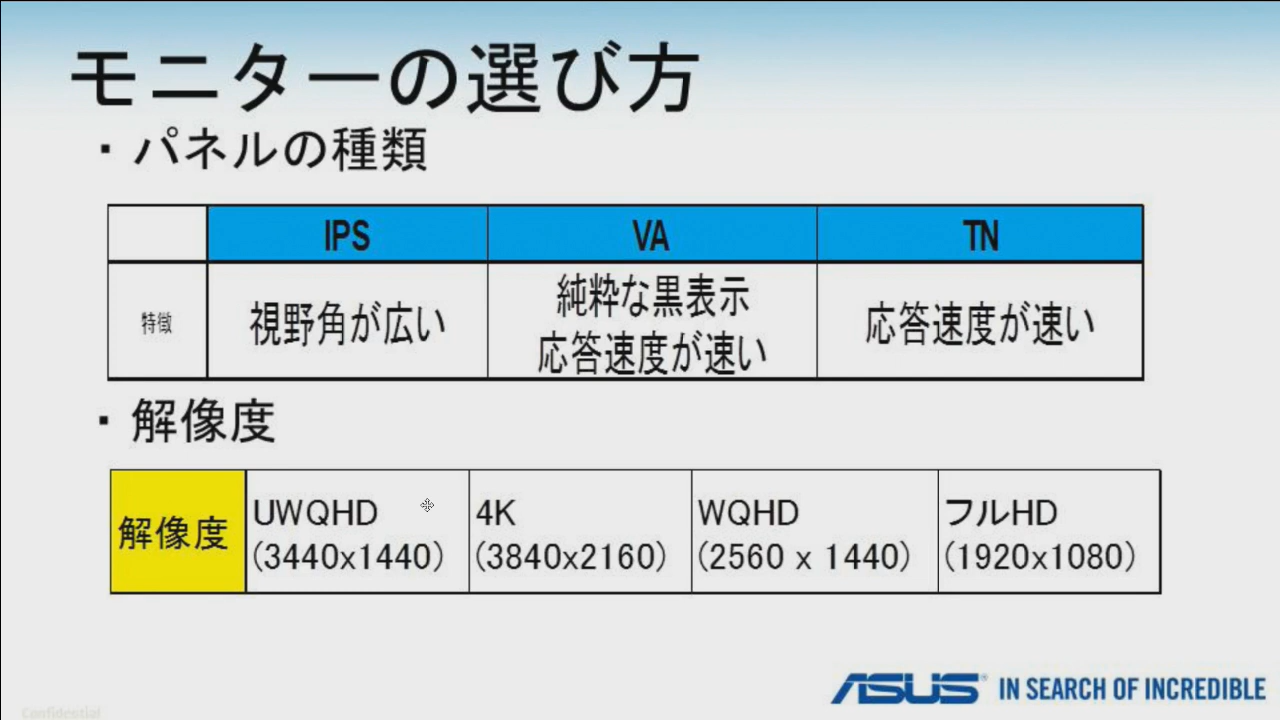 モニターの選び方
・パネルの種類
IPS VA TN
特徴 視野角が広い 純粋な黒表示 応答速度が速い 応答速度が速い
・解像度
解像度 UWQHD (3440x1440) 4K (3840x2160) WQHD (2560 x 1440) フルHD (1920x1080)
ASUS IN SEARCH OF INCREDIBLE
Confidential